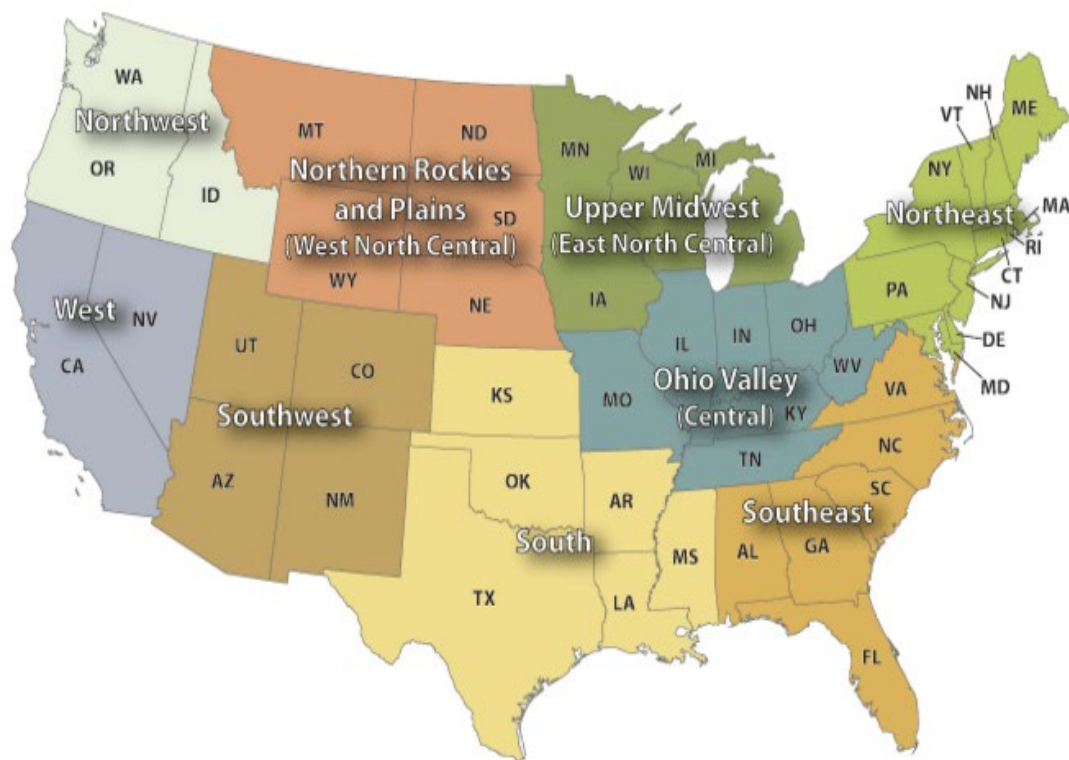 WA
Northwest
OR
ID
MT
ND
Northern Rockies
and Plains
(West North Central)
SD
WY
NE
MN
WI
MI
Upper Midwest
(East North Central)
IA
NH
VT
ME
NY
MA
Northeast
RI
CT
PA
NJ
DE
MD
West
NV
CA
UT
CO
Southwest
AZ
NM
KS
OK
AR
South
TX
LA
MS
IL
IN
OH
WV
Ohio Valley
(Central)
MO
KY
TN
VA
NC
SC
Southeast
AL
GA
FL